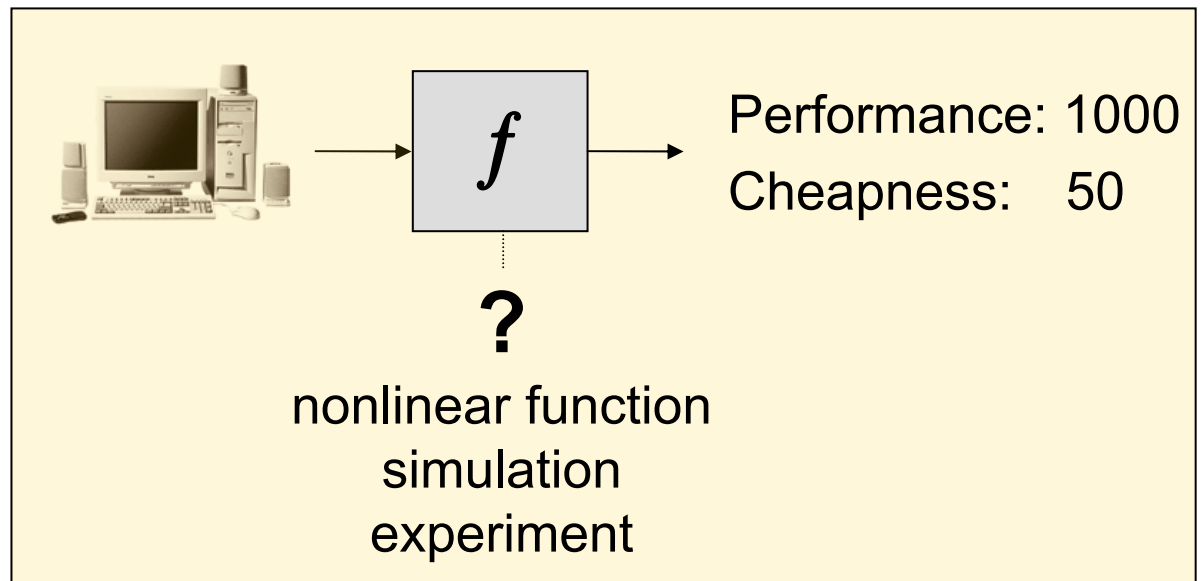 f
Performance: 1000
Cheapness: 50
?
nonlinear function
simulation
experiment